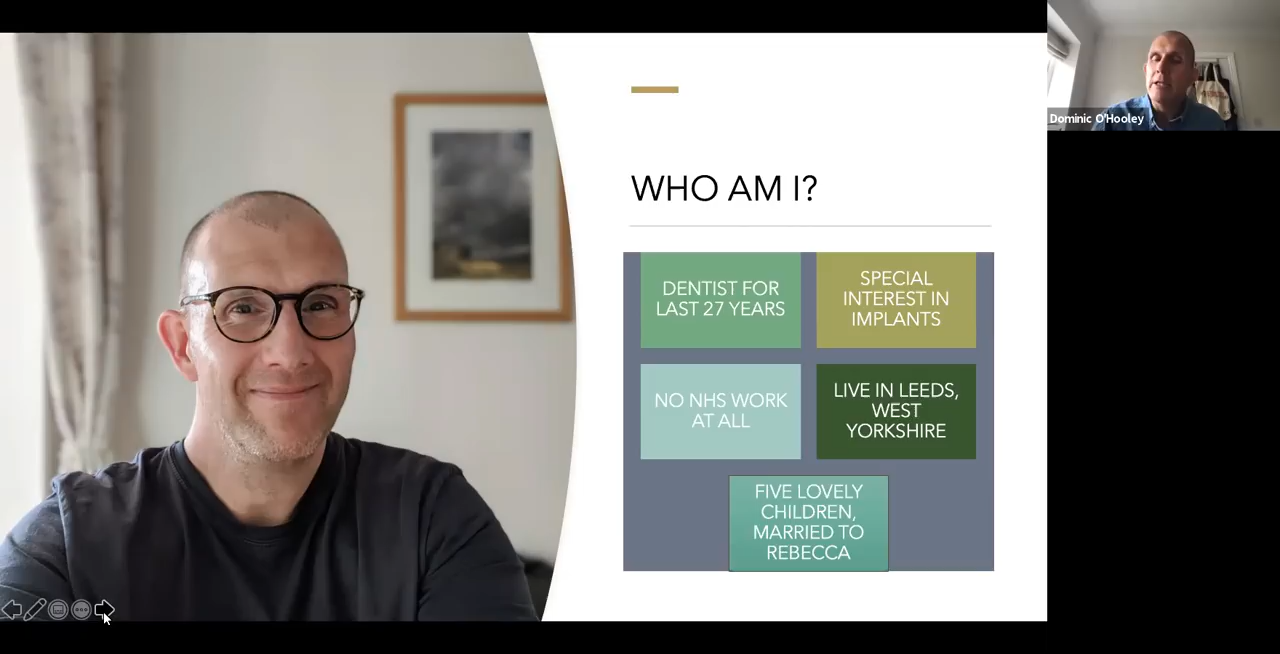 WHO AM I?
DENTIST FOR
LAST 27 YEARS
SPECIAL
INTEREST IN
IMPLANTS
NO NHS WORK
AT ALL
LIVE IN LEEDS,
WEST
YORKSHIRE
FIVE LOVELY
CHILDREN,
MARRIED TO
REBECCA
Dominic O'Hooley